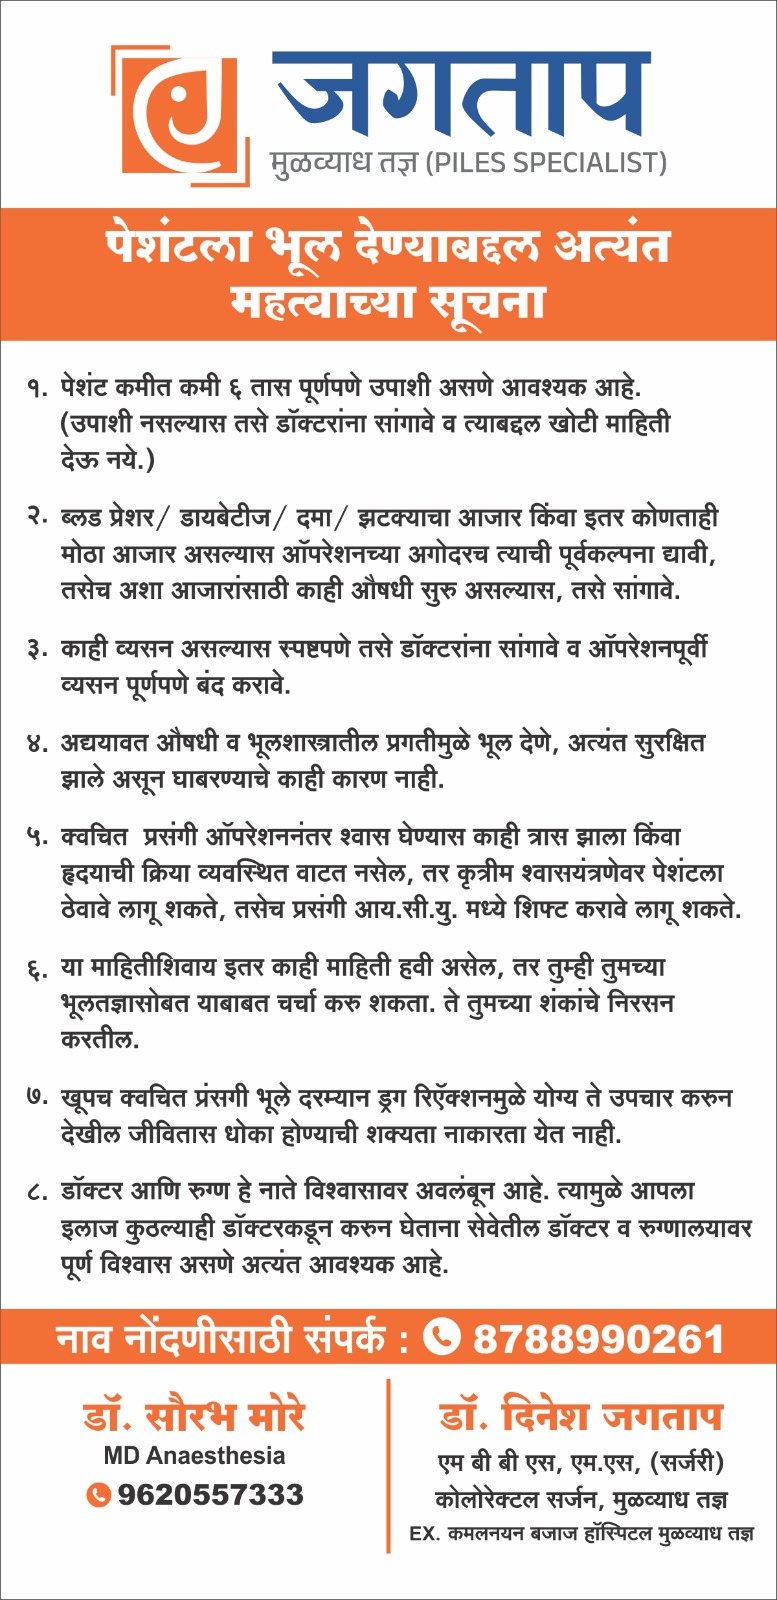 जगताप
मुळव्याध तज्ञ (PILES SPECIALIST)
पेशंटला भूल देण्याबद्दल अत्यंत
महत्वाच्या सूचना
१. पेशंट कमीत कमी ६ तास पूर्णपणे उपाशी असणे आवश्यक आहे.
(उपाशी नसल्यास तसे डॉक्टरांना सांगावे व त्याबद्दल खोटी माहिती
देऊ नये.)
२. ब्लड प्रेशर/ डायबेटीज/ दमा/ झटक्याचा आजार किंवा इतर कोणताही
मोठा आजार असल्यास ऑपरेशनच्या अगोदरच त्याची पूर्वकल्पना द्यावी,
तसेच अशा आजारांसाठी काही औषधी सुरु असल्यास, तसे सांगावे.
३. काही व्यसन असल्यास स्पष्टपणे तसे डॉक्टरांना सांगावे व ऑपरेशनपूर्वी
व्यसन पूर्णपणे बंद करावे.
४. अद्ययावत औषधी व भूलशास्त्रातील प्रगतीमुळे भूल देणे, अत्यंत सुरक्षित
झाले असून घाबरण्याचे काही कारण नाही.
५. क्वचित  प्रसंगी ऑपरेशननंतर श्वास घेण्यास काही त्रास झाला किंवा
हृदयाची क्रिया व्यवस्थित वाटत नसेल, तर कृत्रीम श्वासयंत्रणेवर पेशंटला
ठेवावे लागू शकते, तसेच प्रसंगी आय.सी.यु. मध्ये शिफ्ट करावे लागू शकते.
६. या माहितीशिवाय इतर काही माहिती हवी असेल, तर तुम्ही तुमच्या
भूलतज्ञासोबत याबाबत चर्चा करु शकता. ते तुमच्या शंकांचे निरसन
करतील.
७. खूपच क्वचित प्रंसगी भूले दरम्यान ड्रग रिऍक्शनमुळे योग्य ते उपचार करुन
देखील जीवितास धोका होण्याची शक्यता नाकारता येत नाही.
८. डॉक्टर आणि रुग्ण हे नाते विश्वासावर अवलंबून आहे. त्यामुळे आपला
इलाज कुठल्याही डॉक्टरकडून करुन घेताना सेवेतील डॉक्टर व रुग्णालयावर
पूर्ण विश्वास असणे अत्यंत आवश्यक आहे.
नाव नोंदणीसाठी संपर्क : 8788990261
डॉ. सौरभ मोरे
MD Anaesthesia
9620557333
डॉ. दिनेश जगताप
एम बी बी एस, एम.एस, (सर्जरी)
कोलोरेक्टल सर्जन, मुळव्याध तज्ञ
EX. कमलनयन बजाज हॉस्पिटल मुळव्याध तज्ञ